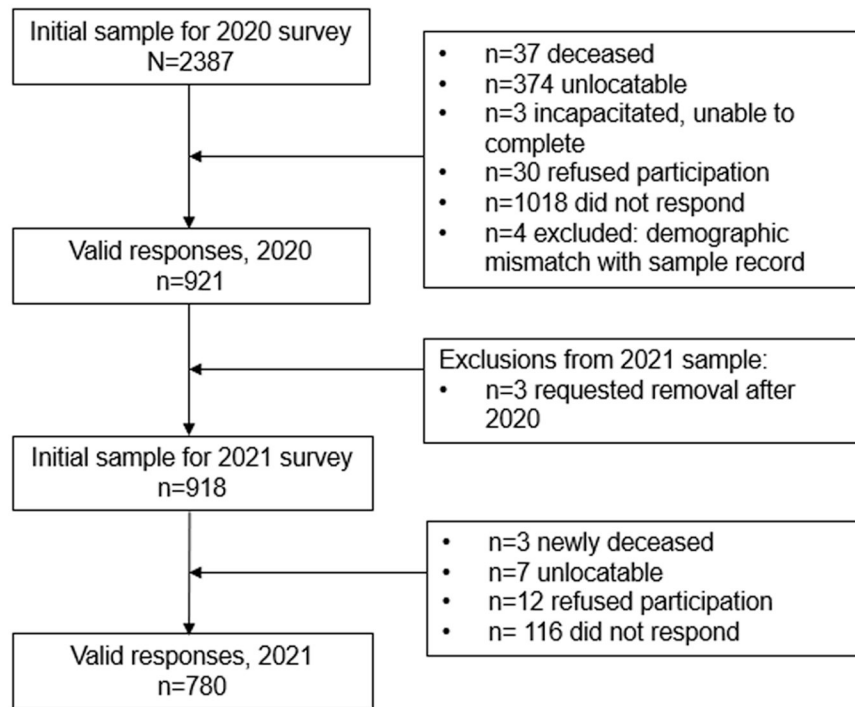 Initial sample for 2020 survey
N=2387
• n=37 deceased
• n=374 unlocatable
• n=3 incapacitated, unable to
complete
• n=30 refused participation
• n=1018 did not respond
• n=4 excluded: demographic
mismatch with sample record
Valid responses, 2020
n=921
Exclusions from 2021 sample:
• n=3 requested removal after
2020
Initial sample for 2021 survey
n=918
• n=3 newly deceased
• n=7 unlocatable
• n=12 refused participation
• n= 116 did not respond
Valid responses, 2021
n=780